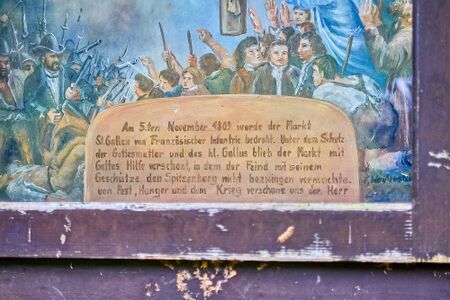 Am 5.ten November 1809 wurde der Markt
St. Gallen von Französischer Infantrie bedroht. Unter dem Schutz
der Gottesmutter und des hl. Gallus blieb der Markt mit
Gottes Hilfe verschont, in dem der Feind mit seinem
Geschütze den Spitzenberg nicht bezwingen vermochte.
von Pest, Hunger und dem Krieg verschone uns der Herr